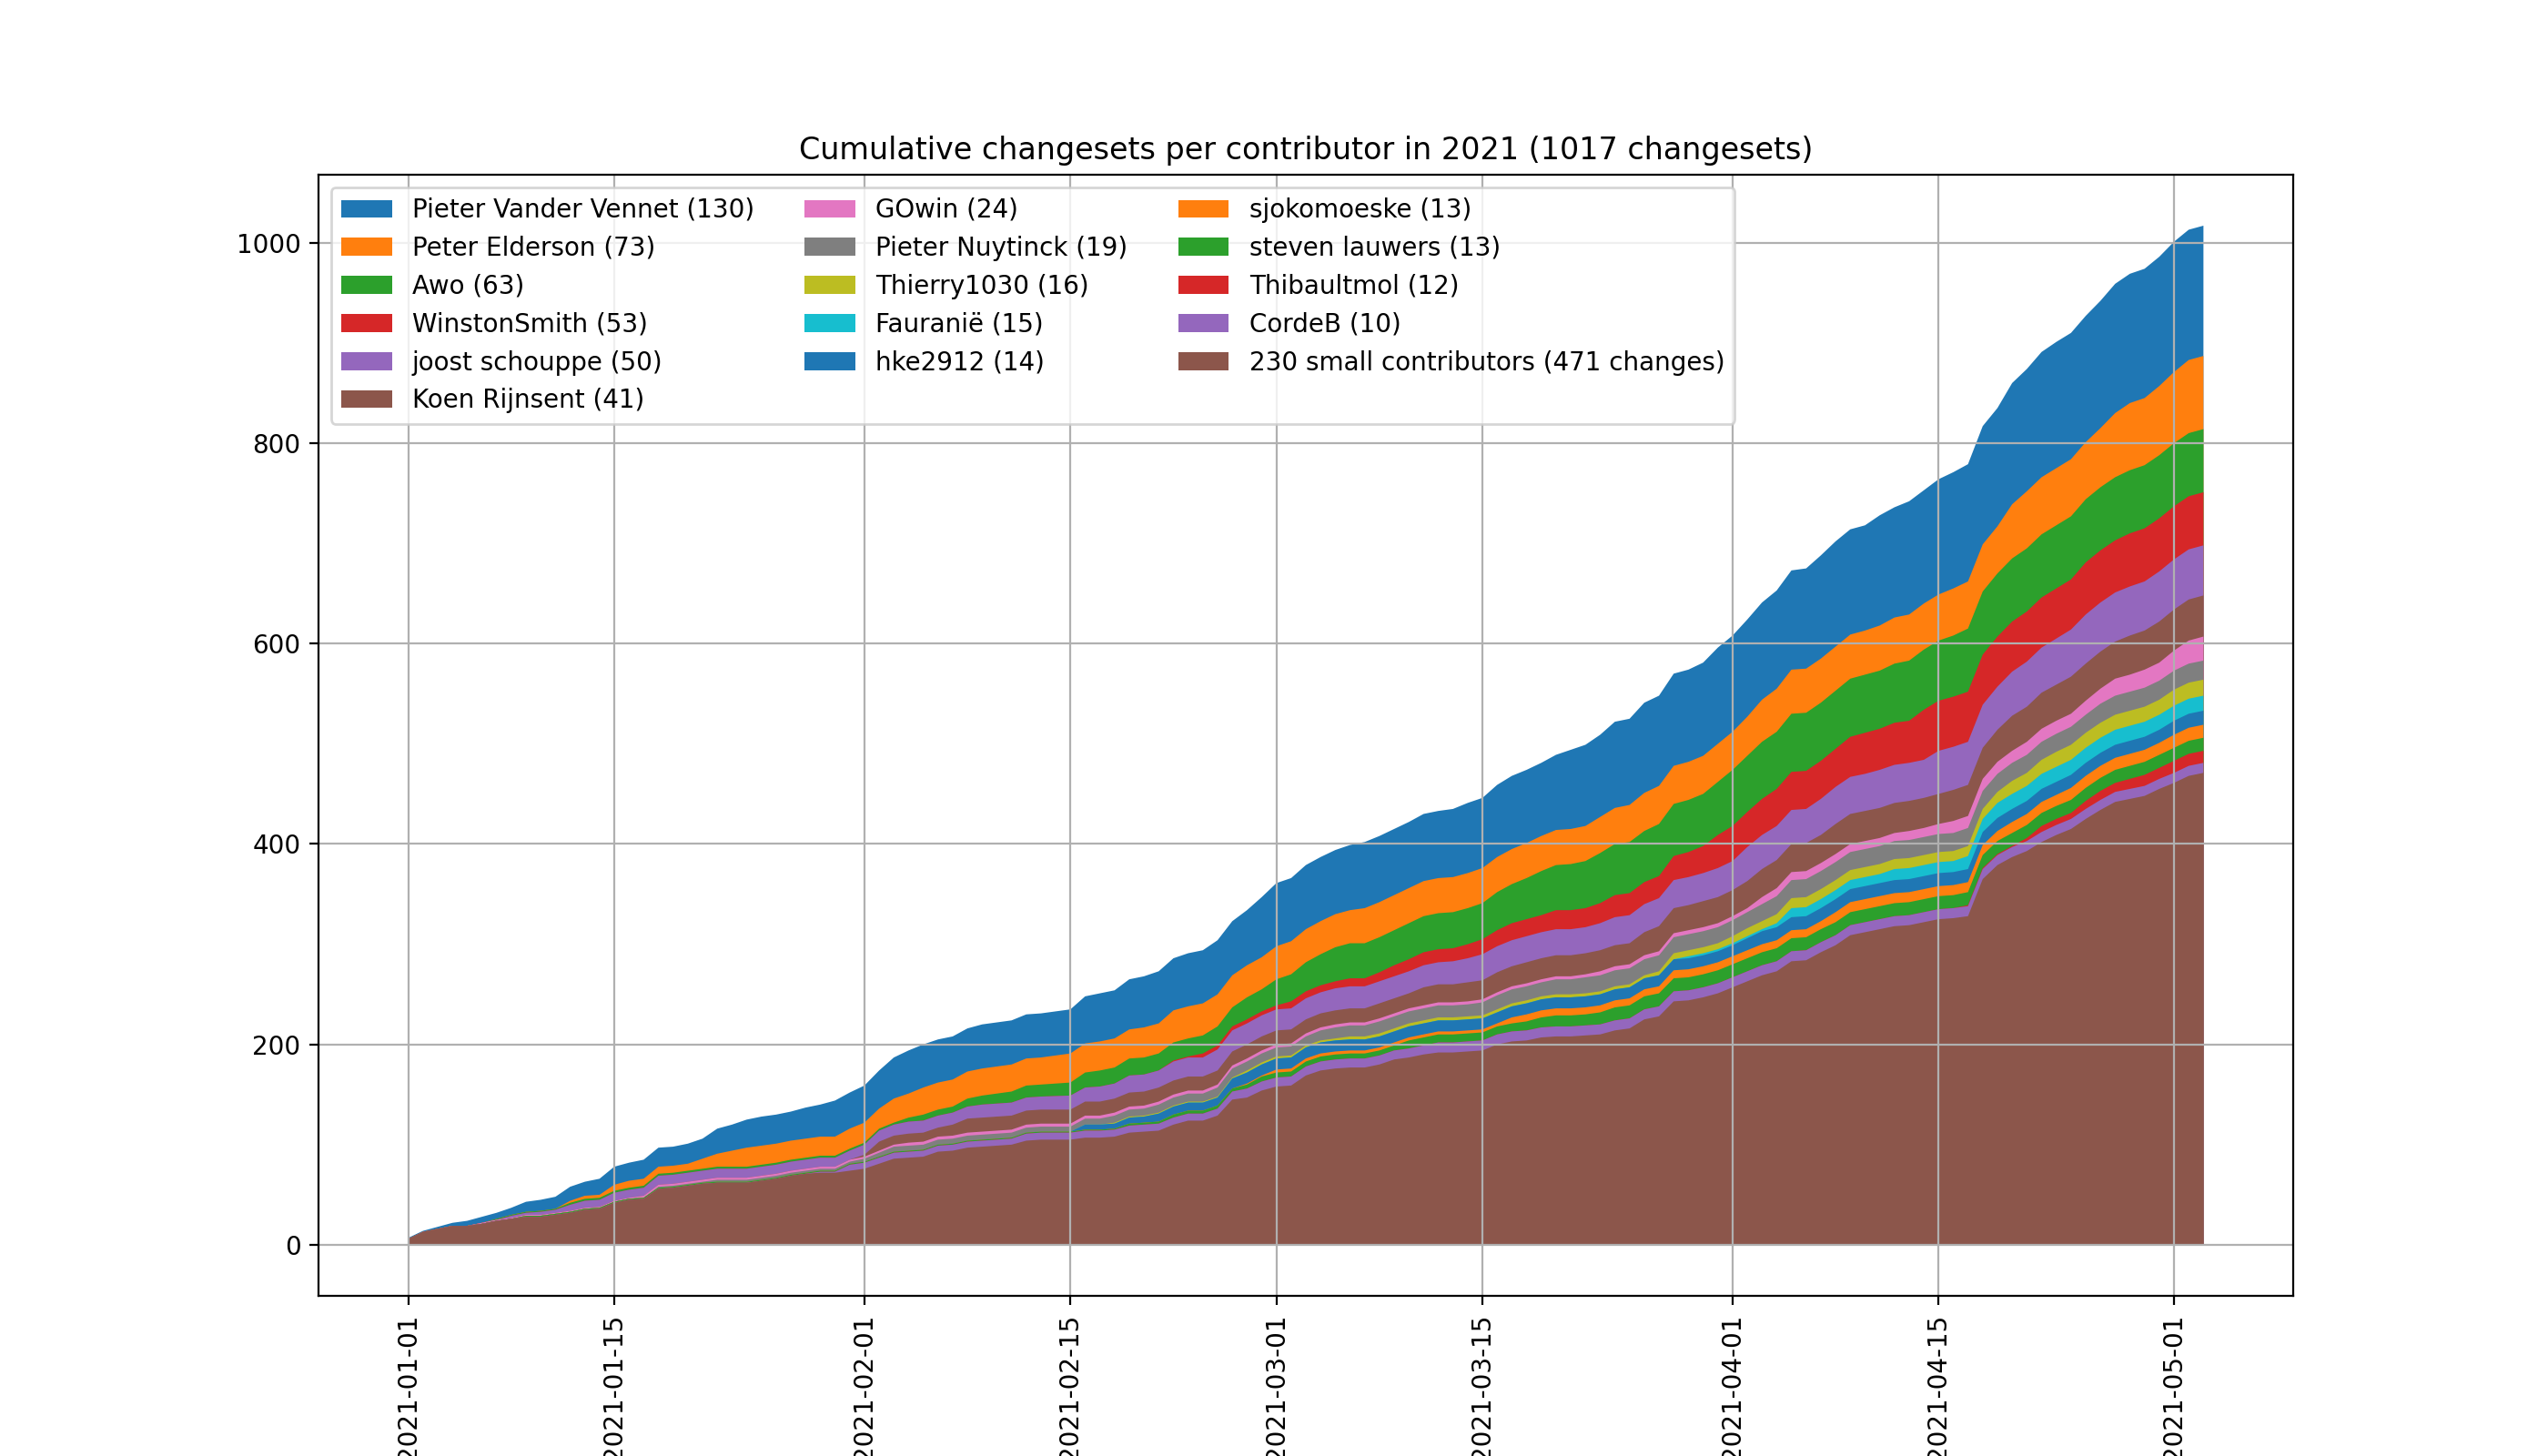 Cumulative changesets per contributor in 2021 (1017 changesets)
Pieter Vander Vennet (130)
Peter Elderson (73)
Awo (63)
WinstonSmith (53)
joost schouppe (50)
Koen Rijnsent (41)
GOwin (24)
Pieter Nuytinck (19)
Thierry1030 (16)
Fauranië (15)
hke2912 (14)
sjokomoeske (13)
steven lauwers (13)
Thibaultmol (12)
CordeB (10)
230 small contributors (471 changes)
1000
800
600
400
200
0
2021-01-01
2021-01-15
2021-02-01
2021-02-15
2021-03-01
2021-03-15
2021-04-01
2021-04-15
2021-05-01